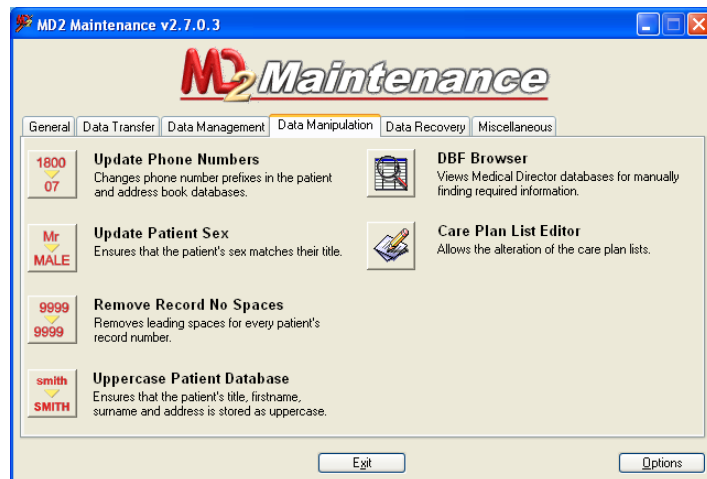 MD2 Maintenance v2.7.0.3
MD2 Maintenance
General Data Transfer Data Management Data Manipulation Data Recovery Miscellaneous
1800
07
Update Phone Numbers
Changes phone number prefixes in the patient
and address book databases.
Mr
MALE
Update Patient Sex
Ensures that the patient's sex matches their title.
9999
9999
Remove Record No Spaces
Removes leading spaces for every patient's
record number.
smith
SMITH
Uppercase Patient Database
Ensures that the patient's title, firstname,
surname and address is stored as uppercase.
DBF Browser
Views Medical Director databases for manually
finding required information.
Care Plan List Editor
Allows the alteration of the care plan lists.
Exit
Options